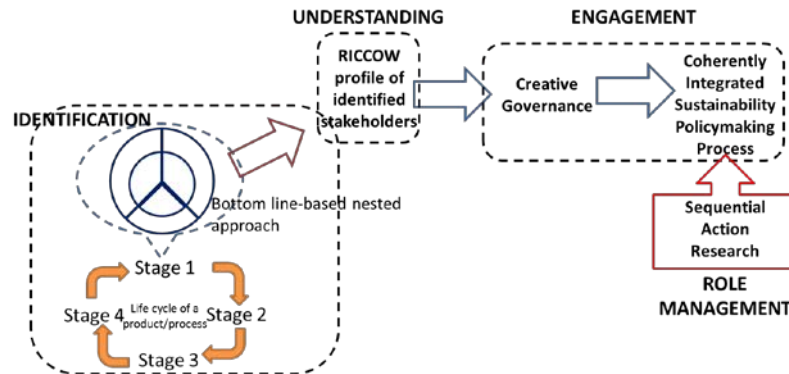 UNDERSTANDING
ENGAGEMENT
RICCOW
profile of
identified
stakeholders
Creative
Governance
Coherently
Integrated
Sustainability
Policymaking
Process
IDENTIFICATION
Bottom line-based nested
approach
Stage 1
Stage 4
Life cycle of a
product/process
Stage 2
Stage 3
Sequential
Action
Research
ROLE
MANAGEMENT